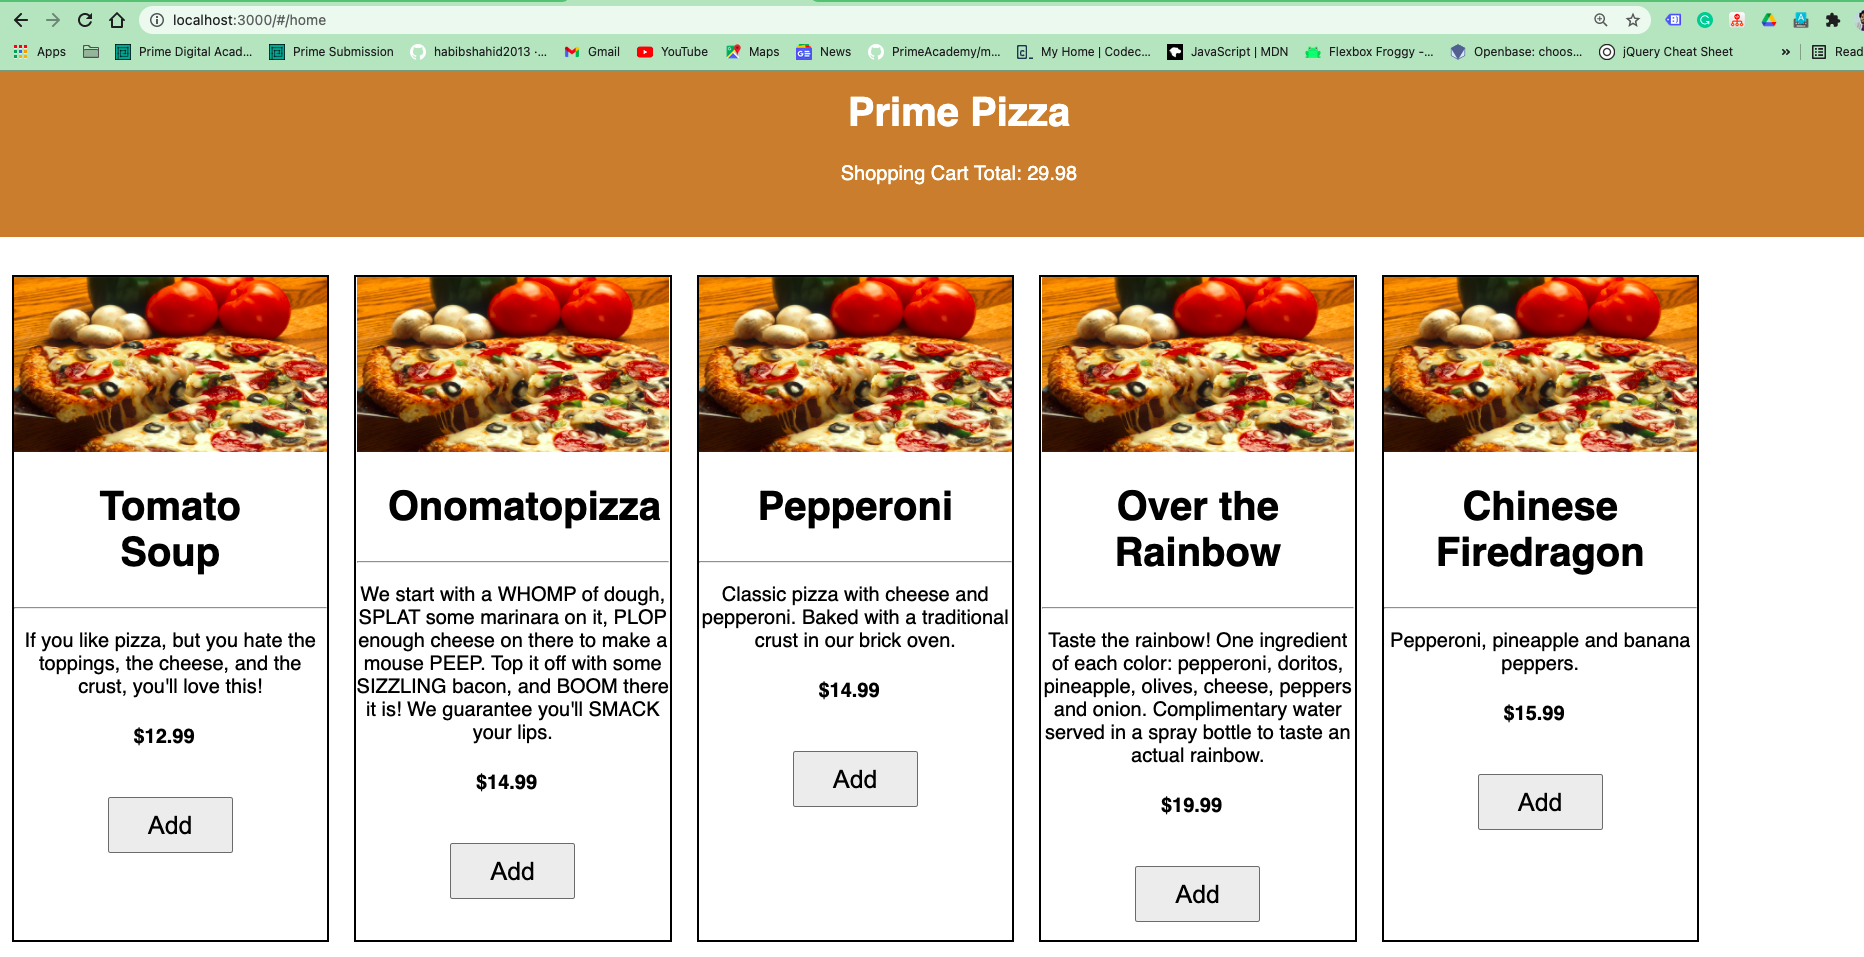 localhost:3000/#/home
Apps
Prime Digital Acad...
Prime Submission
habibshahid2013 -...
Gmail
YouTube
Maps
News
PrimeAcademy/m...
My Home | Codec...
JavaScript | MDN
Flexbox Froggy -...
Openbase: choos...
jQuery Cheat Sheet
»
Read
Prime Pizza
Shopping Cart Total: 29.98
Tomato
Soup
If you like pizza, but you hate the
toppings, the cheese, and the
crust, you'll love this!
$12.99
Add
Onomatopizza
We start with a WHOMP of dough,
SPLAT some marinara on it, PLOP
enough cheese on there to make a
mouse PEEP. Top it off with some
SIZZLING bacon, and BOOM there
it is! We guarantee you'll SMACK
your lips.
$14.99
Add
Pepperoni
Classic pizza with cheese and
pepperoni. Baked with a traditional
crust in our brick oven.
$14.99
Add
Over the
Rainbow
Taste the rainbow! One ingredient
of each color: pepperoni, doritos,
pineapple, olives, cheese, peppers
and onion. Complimentary water
served in a spray bottle to taste an
actual rainbow.
$19.99
Add
Chinese
Firedragon
Pepperoni, pineapple and banana
peppers.
$15.99
Add